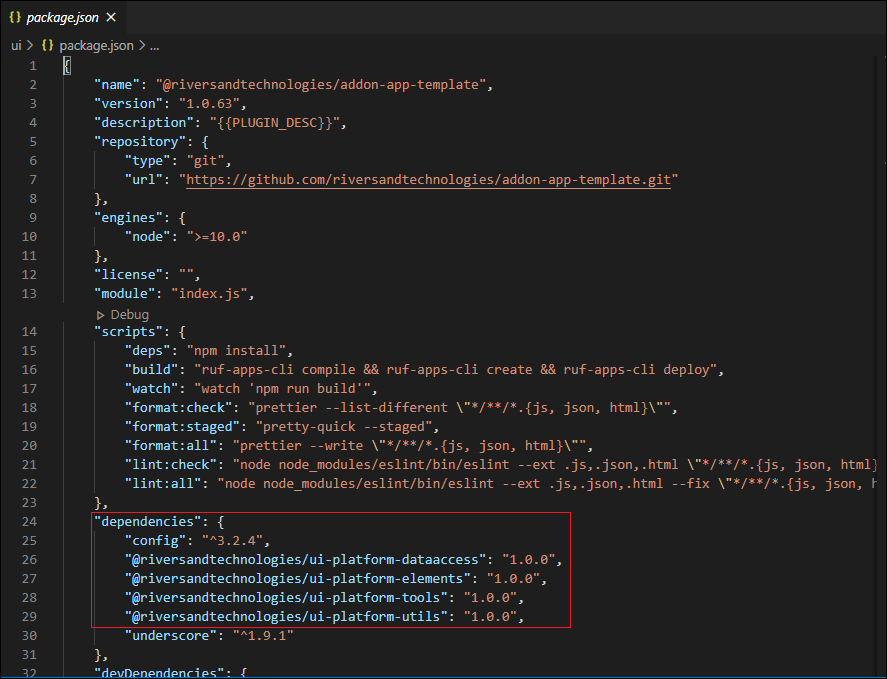 {} package.json ×
ui > {} package.json > ...
1 {
2 "name": "@riversandtechnologies/addon-app-template",
3 "version": "1.0.63",
4 "description": "{{PLUGIN_DESC}}",
5 "repository": {
6 "type": "git",
7 "url": "https://github.com/riversandtechnologies/addon-app-template.git"
8 },
9 "engines": {
10 "node": ">=10.0"
11 },
12 "license": "",
13 "module": "index.js",
Debug
14 "scripts": {
15 "deps": "npm install",
16 "build": "ruf-apps-cli compile && ruf-apps-cli create && ruf-apps-cli deploy",
17 "watch": "watch 'npm run build'",
18 "format:check": "prettier --list-different \"*/**/*.{js, json, html}\"",
19 "format:staged": "pretty-quick --staged",
20 "format:all": "prettier --write \"*/**/*.{js, json, html}\"",
21 "lint:check": "node node_modules/eslint/bin/eslint --ext .js,.json,.html \"*/**/*.{js, json, html}
22 "lint:all": "node node_modules/eslint/bin/eslint --ext .js,.json,.html --fix \"*/**/*.{js, json, h
23 },
24 "dependencies": {
25 "config": "^3.2.4",
26 "@riversandtechnologies/ui-platform-dataaccess": "1.0.0",
27 "@riversandtechnologies/ui-platform-elements": "1.0.0",
28 "@riversandtechnologies/ui-platform-tools": "1.0.0",
29 "@riversandtechnologies/ui-platform-utils": "1.0.0",
30 "underscore": "^1.9.1"
31 },
32 "devDependencies": {